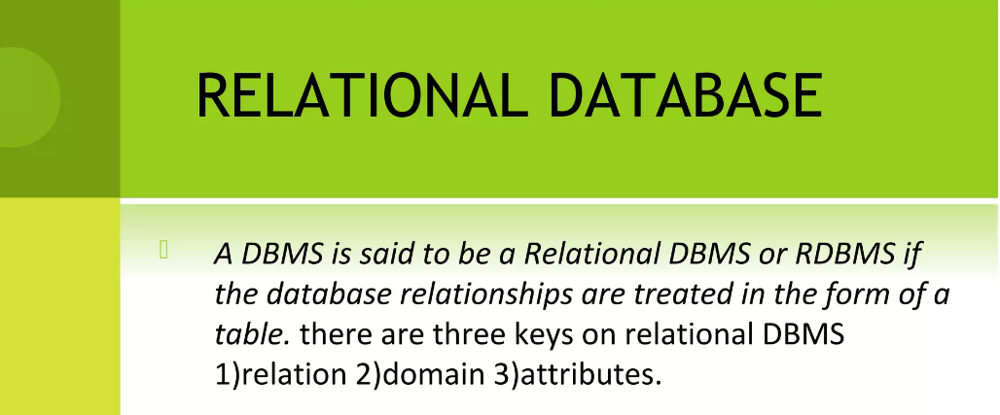 RELATIONAL DATABASE
A DBMS is said to be a Relational DBMS or RDBMS if
the database relationships are treated in the form of a
table. there are three keys on relational DBMS
1)relation 2)domain 3)attributes.